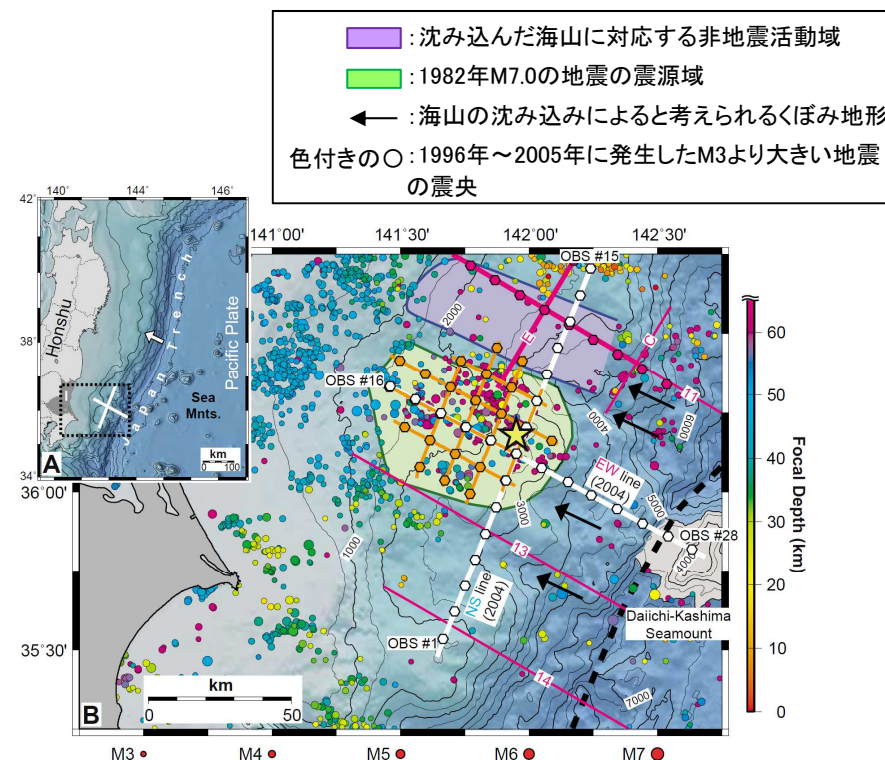 :沈み込んだ海山に対応する非地震活動域
:1982年M7.0の地震の震源域
:海山の沈み込みによると考えられるくぼみ地形
色付きの○:1996年~2005年に発生したM3より大きい地震
の震央
140° 144° 146°
42°
38°
34°
Honshu
Japan Trench
Pacific Plate
Sea
Mnts.
I
A
km
0 100
141°00' 141°30' 142°00' 142°30'
36°00'
35°30'
OBS #15
OBS #16
OBS #28
OBS #1
2000
4000
6000
1000
3000
5000
4000
7000
E
C
11
13
14
EW line
(2004)
NS line
(2004)
Daiichi-Kashima
Seamount
B
km
0 50
60
50
40
30
20
10
0
Focal Depth (km)
M3 M4 M5 M6 M7